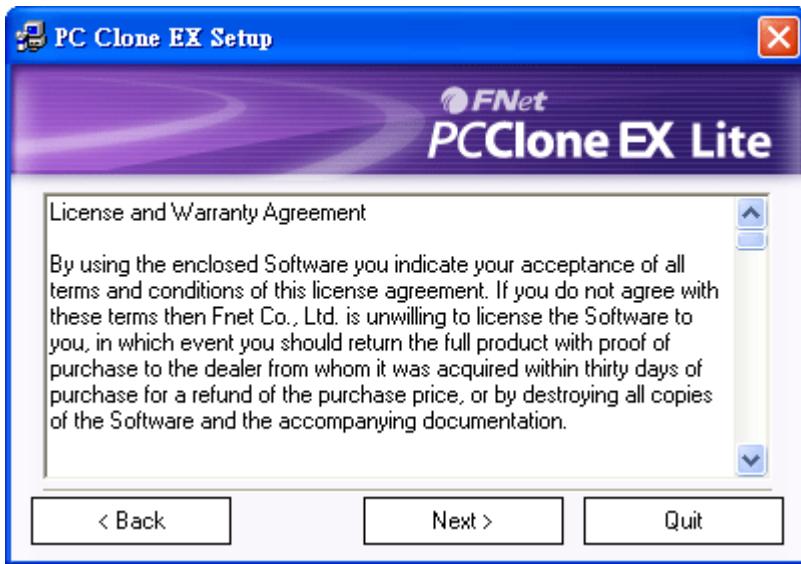 PC Clone EX Setup
FNet
PCClone EX Lite
License and Warranty Agreement
By using the enclosed Software you indicate your acceptance of all
terms and conditions of this license agreement. If you do not agree with
these terms then Fnet Co., Ltd. is unwilling to license the Software to
you, in which event you should return the full product with proof of
purchase to the dealer from whom it was acquired within thirty days of
purchase for a refund of the purchase price, or by destroying all copies
of the Software and the accompanying documentation.
< Back
Next >
Quit